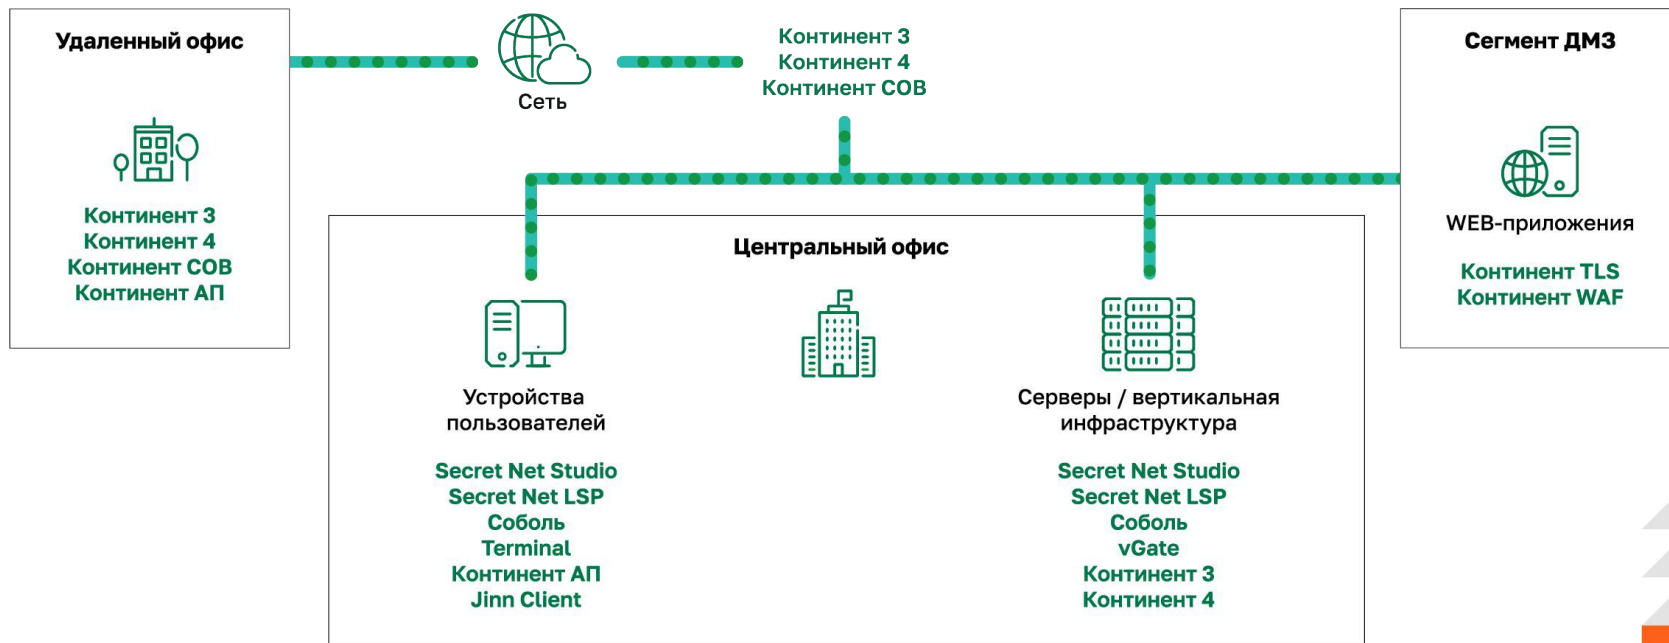 Удаленный офис
Континент 3
Континент 4
Континент СОВ
Континент АП
Сеть
Континент 3
Континент 4
Континент СОВ
Сегмент ДМЗ
WEB-приложения
Континент TLS
Континент WAF
Центральный офис
Устройства
пользователей
Secret Net Studio
Secret Net LSP
Соболь
Terminal
Континент АП
Jinn Client
Серверы / вертикальная
инфраструктура
Secret Net Studio
Secret Net LSP
Соболь
vGate
Континент 3
Континент 4